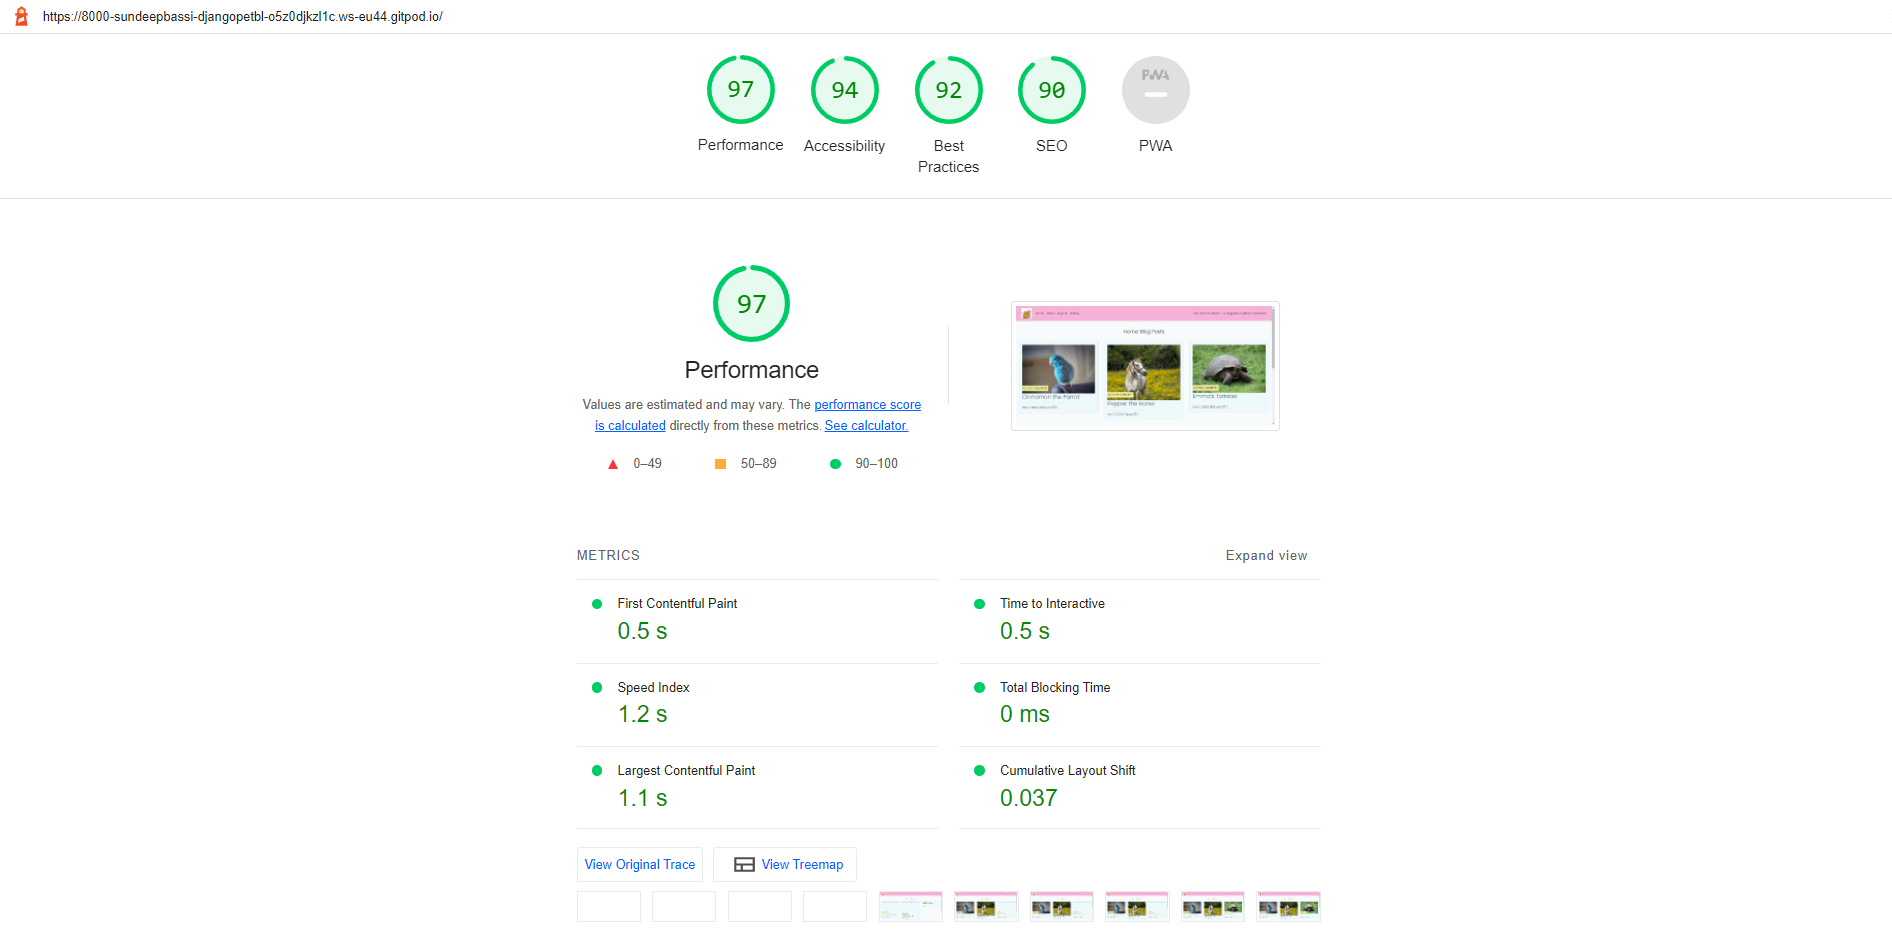 https://8000-sundeepbassi-djangopetbl-o5z0djkzl1c.ws-eu44.gitpod.io/
97
94
92
90
PWA
Performance
Accessibility
Best
Practices
SEO
PWA
97
Performance
Values are estimated and may vary. The performance score
is calculated directly from these metrics. See calculator.
0–49
50–89
90–100
Home Blog Posts
Cinnamon the Parrot
Pepper the Horse
Emma's Tortoise
METRICS
Expand view
First Contentful Paint
0.5 s
Time to Interactive
0.5 s
Speed Index
1.2 s
Total Blocking Time
0 ms
Largest Contentful Paint
1.1 s
Cumulative Layout Shift
0.037
View Original Trace
View Treemap